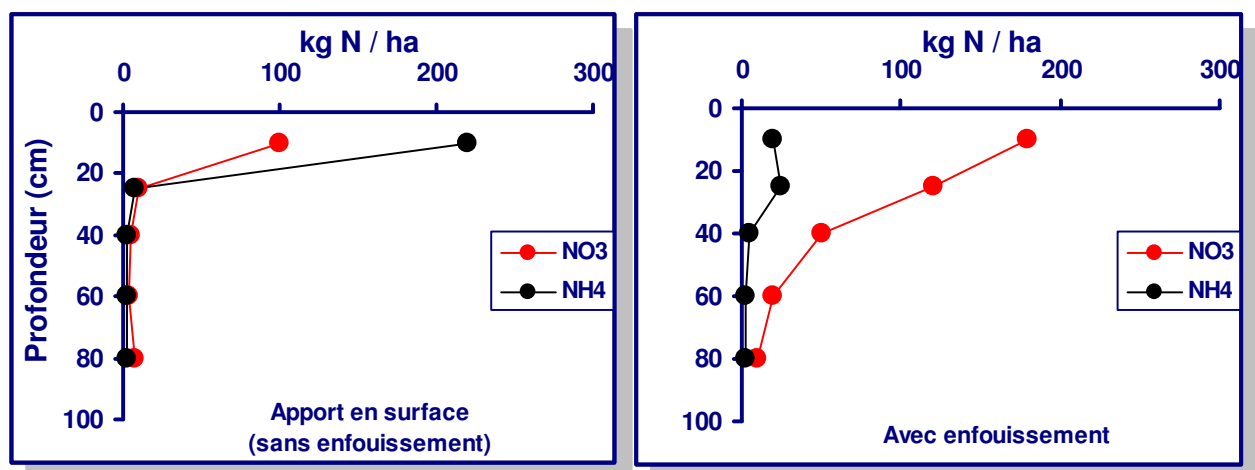 kg N / ha
0 100 200 300
Profondeur (cm)
0
20
40
60
80
100
NO3
NH4
Apport en surface
(sans enfouissement)
kg N / ha
0 100 200 300
0
20
40
60
80
100
NO3
NH4
Avec enfouissement